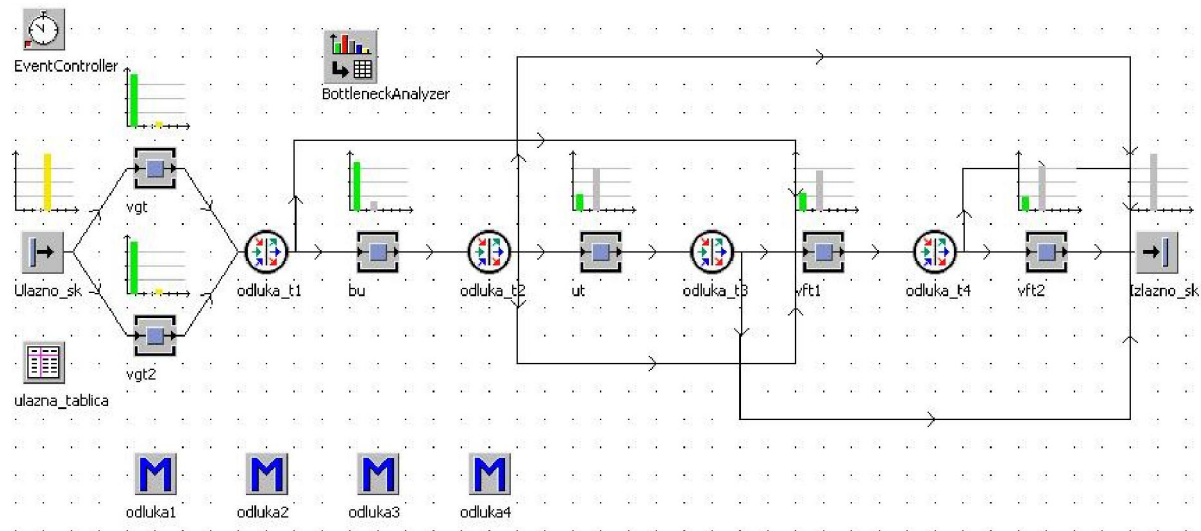 EventController
BottleneckAnalyzer
vgt
Ulazno_sk
odluka_t1
bu
odluka_t2
ut
odluka_t3
vft1
odluka_t4
vft2
Izlazno_sk
vgt2
ulazna_tablica
M
M
M
M
odluka1
odluka2
odluka3
odluka4